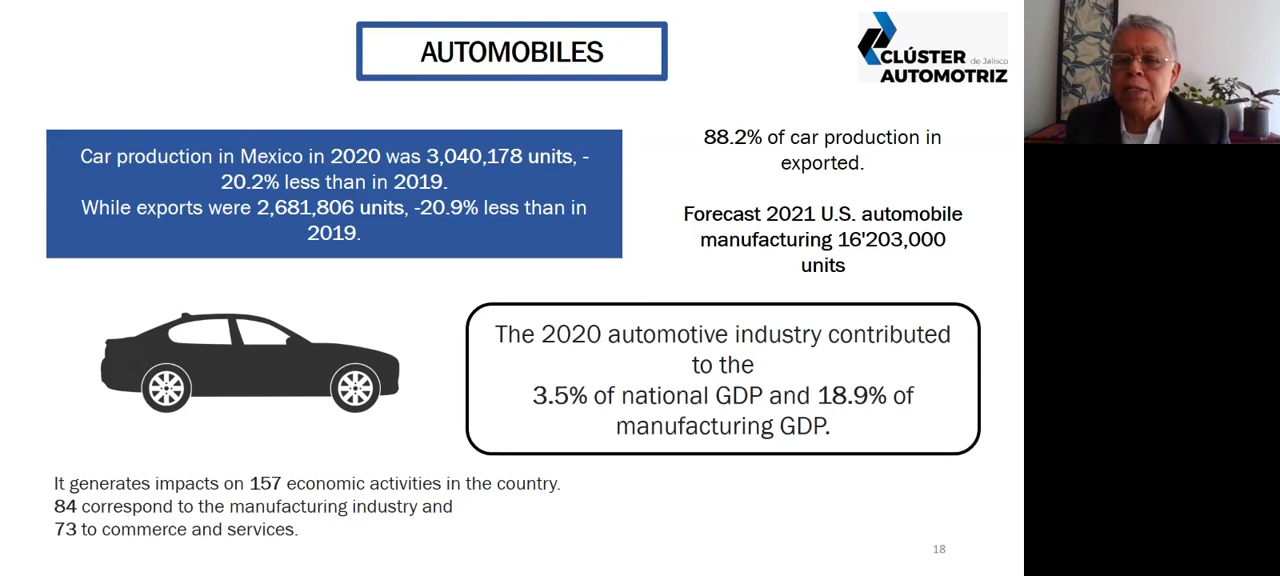 AUTOMOBILES
CLÚSTER de Jalisco
AUTOMOTRIZ
Car production in Mexico in 2020 was 3,040,178 units, -
20.2% less than in 2019.
While exports were 2,681,806 units, -20.9% less than in
2019.
88.2% of car production in
exported.
Forecast 2021 U.S. automobile
manufacturing 16'203,000
units
The 2020 automotive industry contributed
to the
3.5% of national GDP and 18.9% of
manufacturing GDP.
It generates impacts on 157 economic activities in the country.
84 correspond to the manufacturing industry and
73 to commerce and services.
18